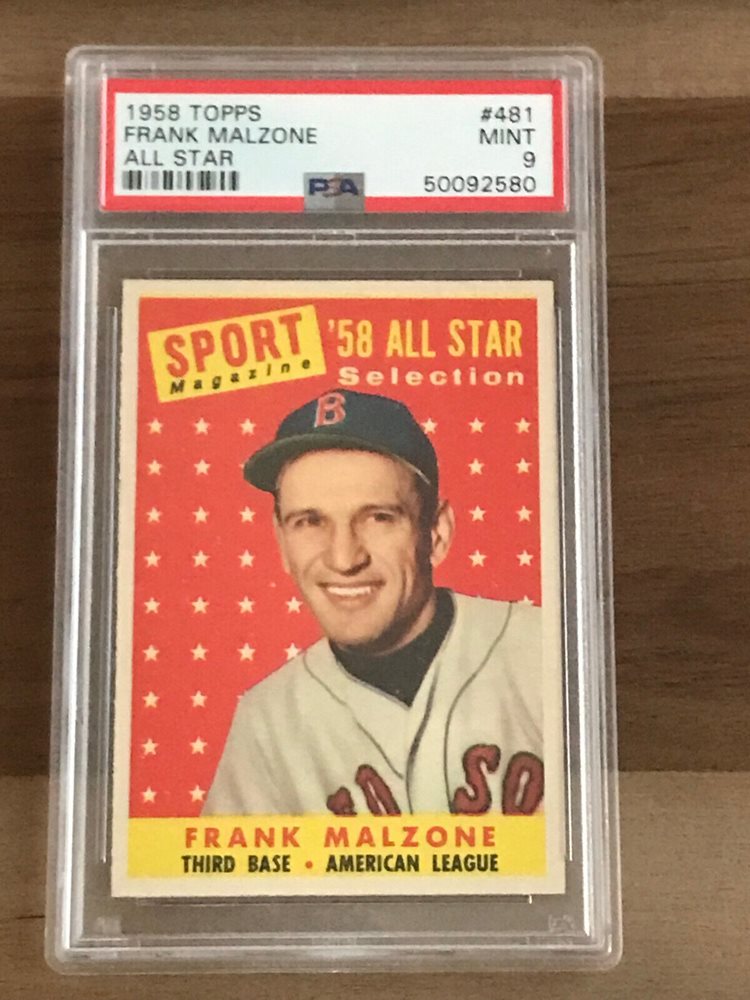 1958 TOPPS #481
FRANK MALZONE MINT
ALL STAR 9
PSA 50092580
SPORT
Magazine
'58 ALL STAR
Selection
B
SO
FRANK MALZONE
THIRD BASE • AMERICAN LEAGUE